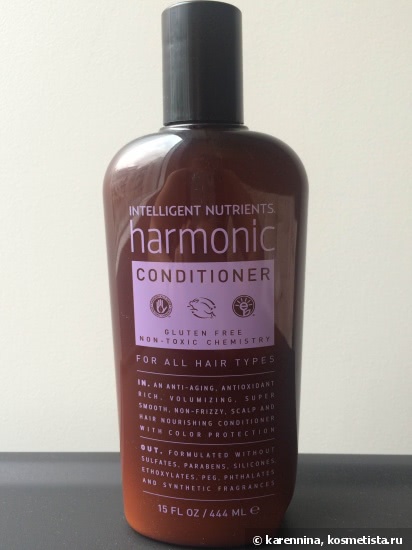 INTELLIGENT NUTRIENTS
harmonic
CONDITIONER
GLUTEN FREE
NON-TOXIC CHEMISTRY
FOR ALL HAIR TYPES
IN. AN ANTI-AGING, ANTIOXIDANT
RICH, VOLUMIZING, SUPER
SMOOTH, NON-FRIZZY, SCALP AND
HAIR NOURISHING CONDITIONER
WITH COLOR PROTECTION
OUT. FORMULATED WITHOUT
SULFATES, PARABENS, SILICONES,
ETHOXYLATES, PEG, PHTHALATES
AND SYNTHETIC FRAGRANCES
15 FL OZ / 444 ML ℮
© karennina, kosmetista.ru